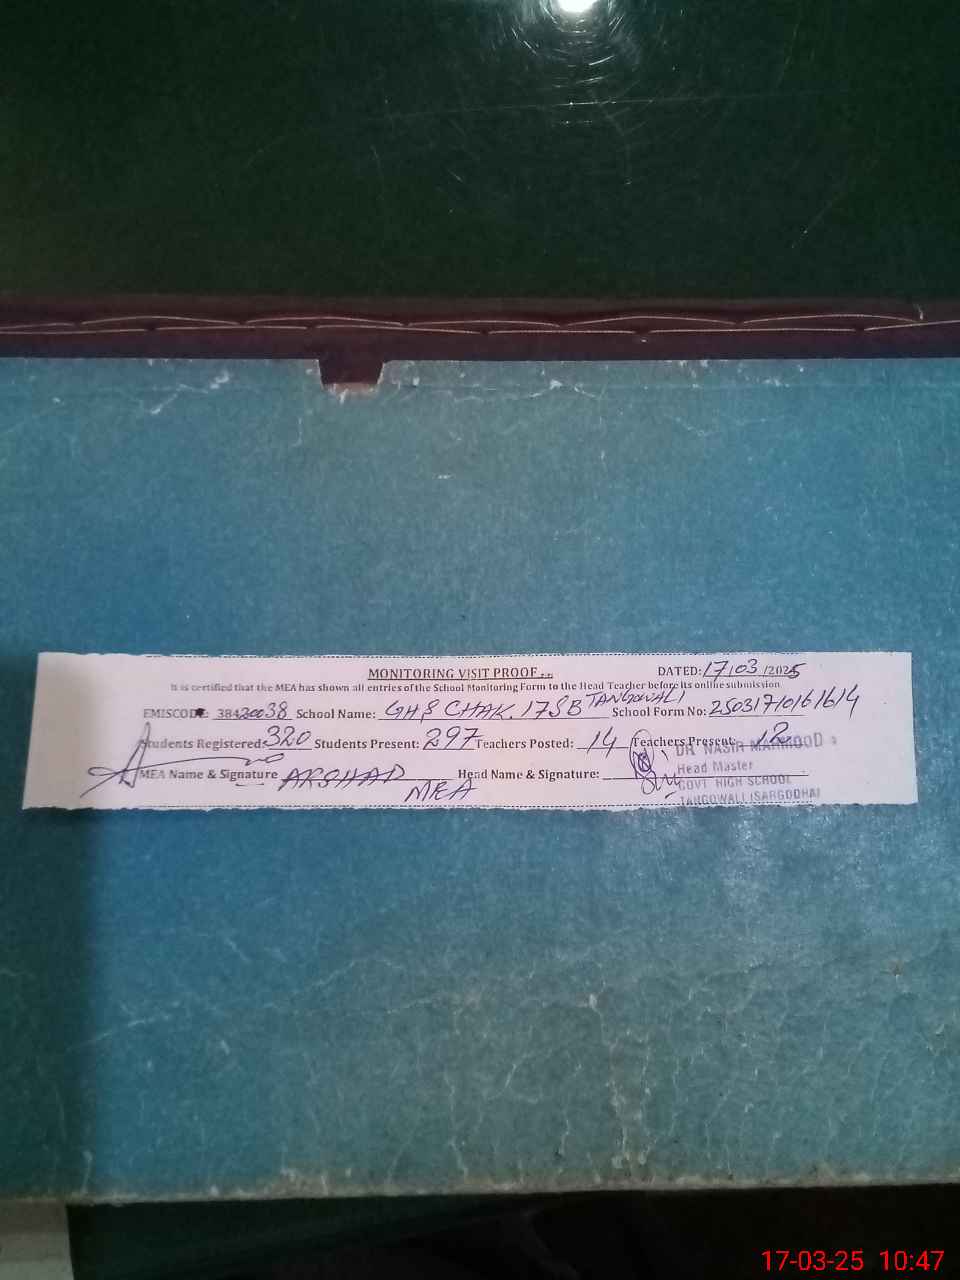 MONITORING VISIT PROOF
DATED: 17/03/2025
It is certified that the MEA has shown all entries of the School Monitoring Form to the Head Teacher before its online submission
EMISCODE: 38420038 School Name: GHS CHAK. 17SB TANGOWALI School Form No: 25031710161614
Students Registered: 320 Students Present: 297 Teachers Posted: 14 Teachers Present: 12
MEA Name & Signature ARSHAD MEA Head Name & Signature:
DR NASIR MAHMOOD
Head Master
GOVT HIGH SCHOOL
TANGOWALI (SARGODHA)
17-03-25 10:47